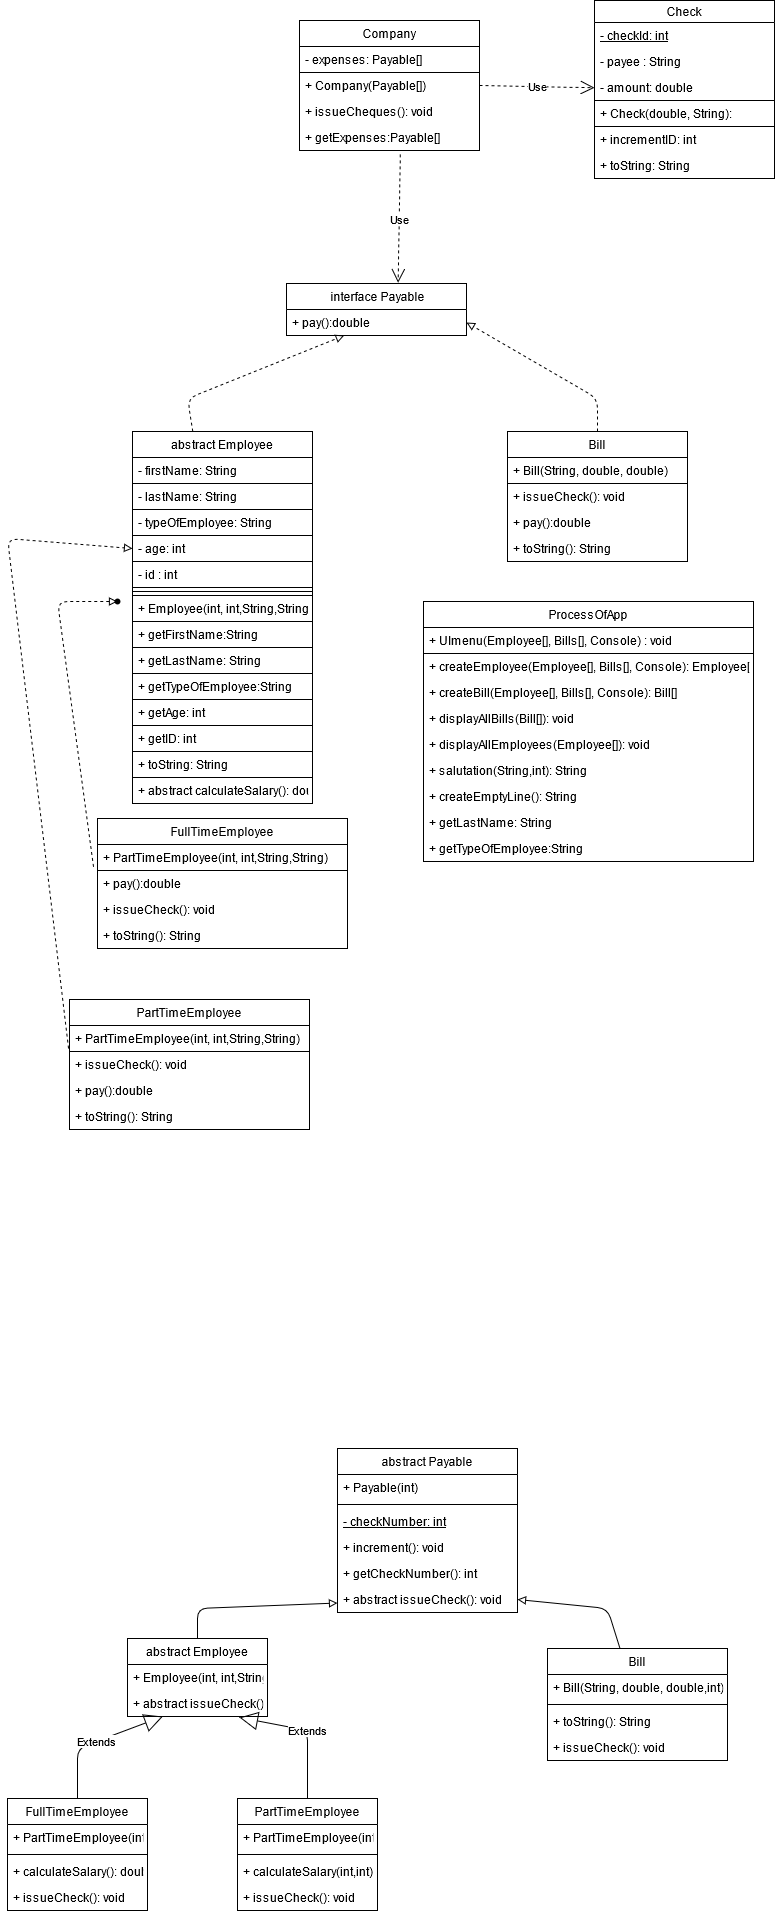 Check
- checkId: int
- payee : String
- amount: double
+ Check(double, String):
+ incrementID: int
+ toString: String
Company
- expenses: Payable[]
+ Company(Payable[])
+ issueCheques(): void
+ getExpenses:Payable[]
Use
Use
interface Payable
+ pay():double
abstract Employee
- firstName: String
- lastName: String
- typeOfEmployee: String
- age: int
- id : int
+ Employee(int, int,String,String
+ getFirstName:String
+ getLastName: String
+ getTypeOfEmployee:String
+ getAge: int
+ getID: int
+ toString: String
+ abstract calculateSalary(): dou
Bill
+ Bill(String, double, double)
+ issueCheck(): void
+ pay():double
+ toString(): String
ProcessOfApp
+ UImenu(Employee[], Bills[], Console) : void
+ createEmployee(Employee[], Bills[], Console): Employee[
+ createBill(Employee[], Bills[], Console): Bill[]
+ displayAllBills(Bill[]): void
+ displayAllEmployees(Employee[]): void
+ salutation(String,int): String
+ createEmptyLine(): String
+ getLastName: String
+ getTypeOfEmployee:String
FullTimeEmployee
+ PartTimeEmployee(int, int,String,String)
+ pay():double
+ issueCheck(): void
+ toString(): String
PartTimeEmployee
+ PartTimeEmployee(int, int,String,String)
+ issueCheck(): void
+ pay():double
+ toString(): String
abstract Payable
+ Payable(int)
- checkNumber: int
+ increment(): void
+ getCheckNumber(): int
+ abstract issueCheck(): void
abstract Employee
+ Employee(int, int,String
+ abstract issueCheck()
Bill
+ Bill(String, double, double,int)
+ toString(): String
+ issueCheck(): void
Extends
Extends
FullTimeEmployee
+ PartTimeEmployee(int
+ calculateSalary(): doul
+ issueCheck(): void
PartTimeEmployee
+ PartTimeEmployee(int
+ calculateSalary(int,int)
+ issueCheck(): void